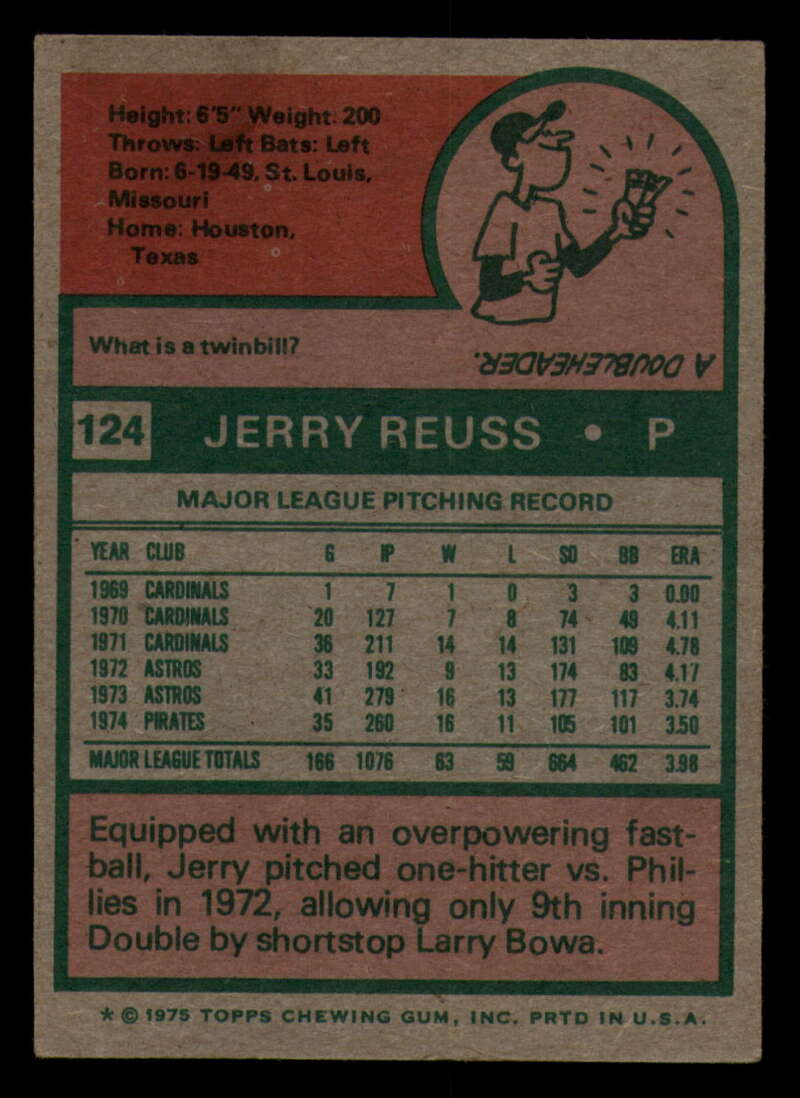 Height: 6'5" Weight: 200
Throws: Left Bats: Left
Born: 6-19-49, St. Louis,
Missouri
Home: Houston,
Texas
What is a twinbill?
A DOUBLEHEADER.
124 JERRY REUSS • P
MAJOR LEAGUE PITCHING RECORD
YEAR CLUB G IP W L SO BB ERA
1969 CARDINALS 1 7 1 0 3 3 0.00
1970 CARDINALS 20 127 7 8 74 49 4.11
1971 CARDINALS 36 211 14 14 131 109 4.78
1972 ASTROS 33 192 9 13 174 83 4.17
1973 ASTROS 41 279 16 13 177 117 3.74
1974 PIRATES 35 260 16 11 105 101 3.50
MAJOR LEAGUE TOTALS 166 1076 63 59 664 462 3.98
Equipped with an overpowering fast-
ball, Jerry pitched one-hitter vs. Phil-
lies in 1972, allowing only 9th inning
Double by shortstop Larry Bowa.
* © 1975 TOPPS CHEWING GUM, INC. PRTD IN U.S.A.